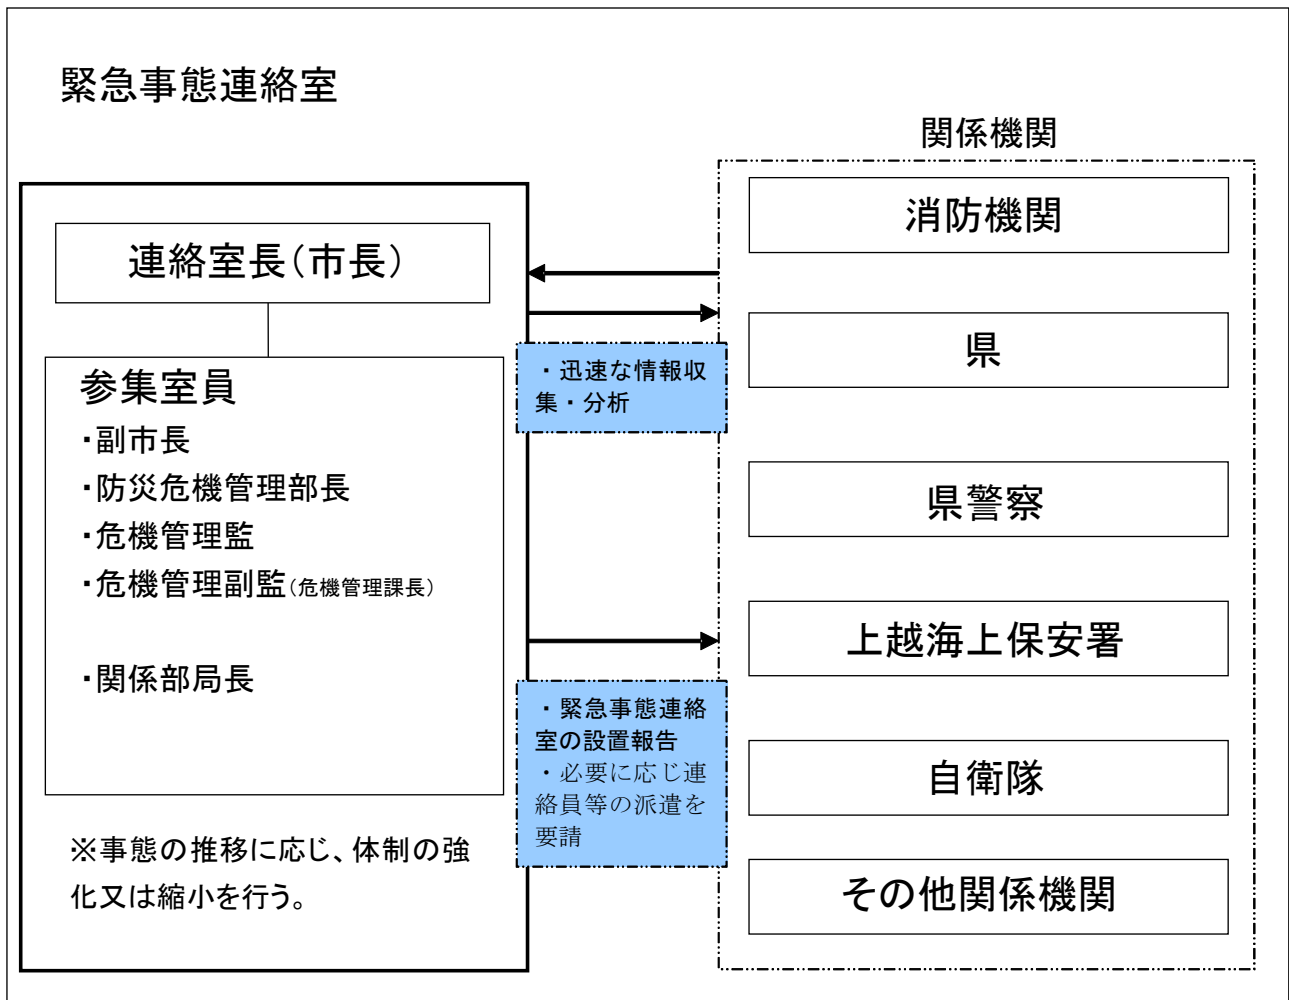 緊急事態連絡室
連絡室長(市長)
参集室員
・副市長
・防災危機管理部長
・危機管理監
・危機管理副監(危機管理課長)
・関係部局長
※事態の推移に応じ、体制の強
化又は縮小を行う。
・迅速な情報収
集・分析
・緊急事態連絡
室の設置報告
・必要に応じ連
絡員等の派遣を
要請
関係機関
消防機関
県
県警察
上越海上保安署
自衛隊
その他関係機関